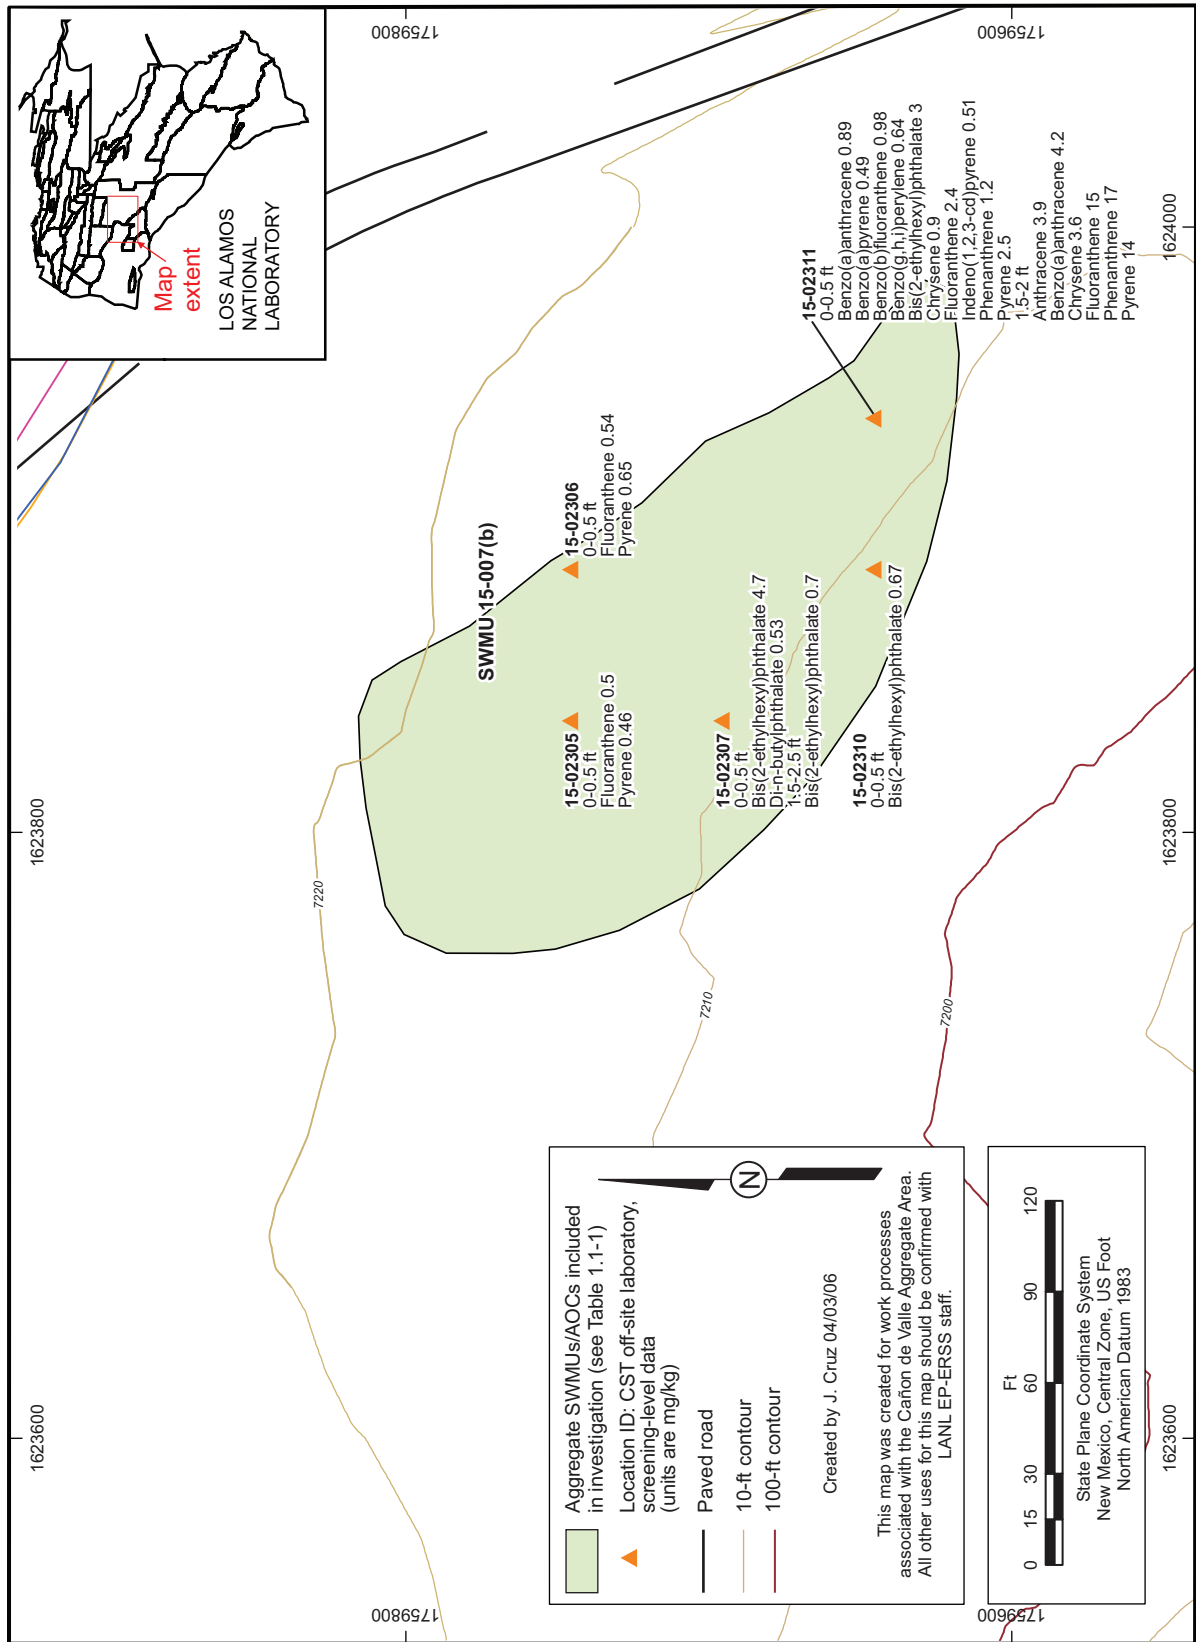 1623600
1623800
1759800
1759800
1759600
1759600
1623600
1623800
1624000
LOS ALAMOS
NATIONAL
LABORATORY
Map
extent
7220
7210
7200
SWMU 15-007(b)
15-02305
0-0.5 ft
Fluoranthene 0.5
Pyrene 0.46
15-02306
0-0.5 ft
Fluoranthene 0.54
Pyrene 0.65
15-02307
0-0.5 ft
Bis(2-ethylhexyl)phthalate 4.7
Di-n-butylphthalate 0.53
1.5-2.5 ft
Bis(2-ethylhexyl)phthalate 0.7
15-02310
0-0.5 ft
Bis(2-ethylhexyl)phthalate 0.67
15-02311
0-0.5 ft
Benzo(a)anthracene 0.89
Benzo(a)pyrene 0.49
Benzo(b)fluoranthene 0.98
Benzo(g,h,i)perylene 0.64
Bis(2-ethylhexyl)phthalate 3
Chrysene 0.9
Fluoranthene 2.4
Indeno(1,2,3-cd)pyrene 0.51
Phenanthrene 1.2
Pyrene 2.5
1.5-2 ft
Anthracene 3.9
Benzo(a)anthracene 4.2
Chrysene 3.6
Fluoranthene 15
Phenanthrene 17
Pyrene 14
Aggregate SWMUs/AOCs included
in investigation (see Table 1.1-1)
Location ID: CST off-site laboratory,
screening-level data
(units are mg/kg)
Paved road
10-ft contour
100-ft contour
N
Created by J. Cruz 04/03/06
This map was created for work processes
associated with the Cañon de Valle Aggregate Area.
All other uses for this map should be confirmed with
LANL EP-ERSS staff.
Ft
0 15 30 60 90 120
State Plane Coordinate System
New Mexico, Central Zone, US Foot
North American Datum 1983